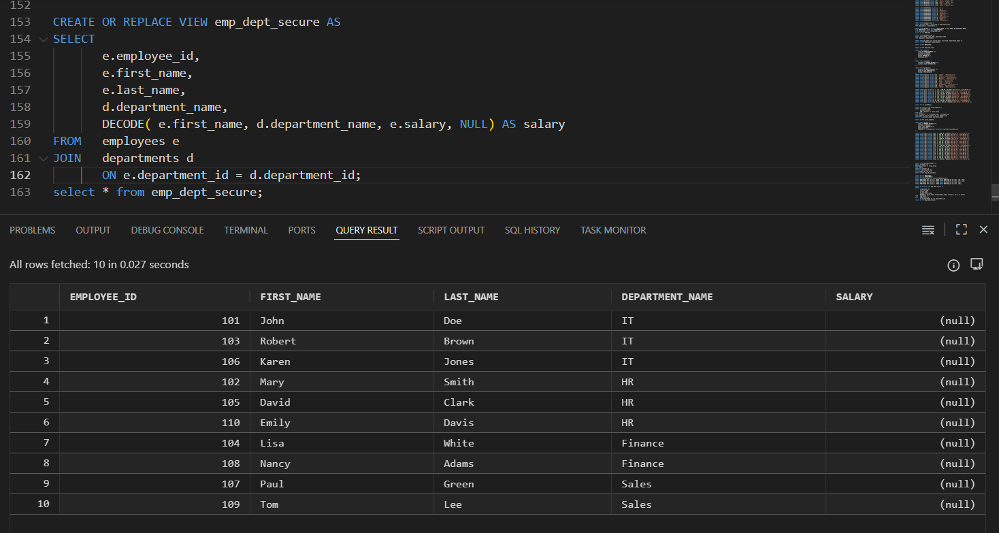 152
153 CREATE OR REPLACE VIEW emp_dept_secure AS
154 SELECT
155 e.employee_id,
156 e.first_name,
157 e.last_name,
158 d.department_name,
159 DECODE( e.first_name, d.department_name, e.salary, NULL) AS salary
160 FROM employees e
161 JOIN departments d
162 ON e.department_id = d.department_id;
163 select * from emp_dept_secure;
PROBLEMS OUTPUT DEBUG CONSOLE TERMINAL PORTS QUERY RESULT SCRIPT OUTPUT SQL HISTORY TASK MONITOR
All rows fetched: 10 in 0.027 seconds
EMPLOYEE_ID FIRST_NAME LAST_NAME DEPARTMENT_NAME SALARY
1 101 John Doe IT (null)
2 103 Robert Brown IT (null)
3 106 Karen Jones IT (null)
4 102 Mary Smith HR (null)
5 105 David Clark HR (null)
6 110 Emily Davis HR (null)
7 104 Lisa White Finance (null)
8 108 Nancy Adams Finance (null)
9 107 Paul Green Sales (null)
10 109 Tom Lee Sales (null)